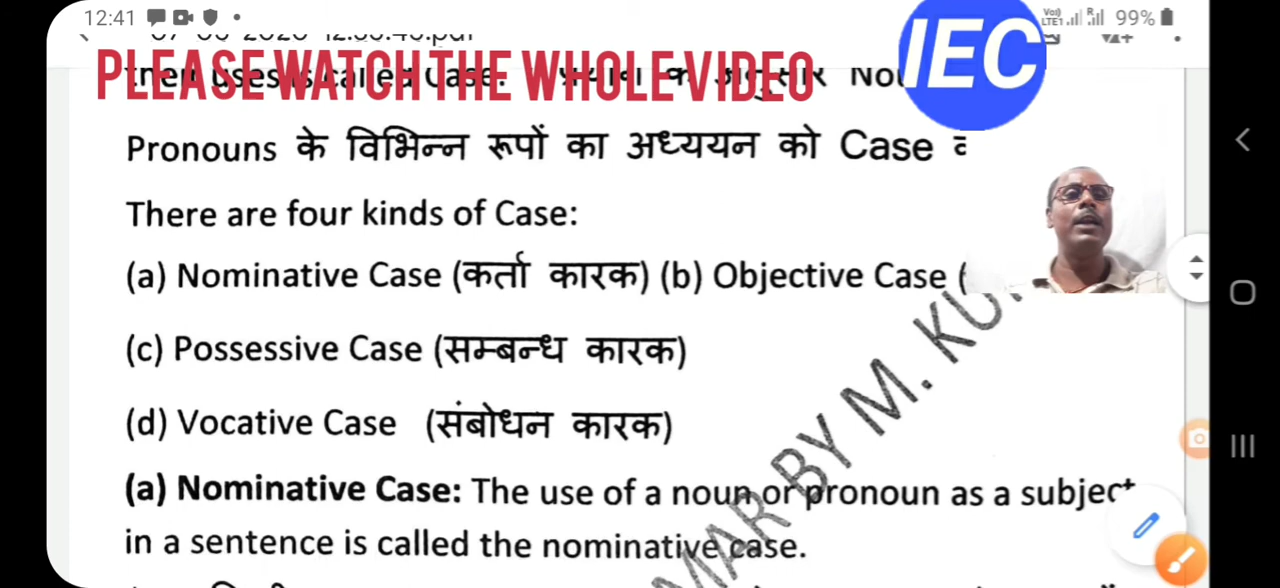 12:41
99%
PLEASE WATCH THE WHOLE VIDEO
IEC
Pronouns के विभिन्न रूपों का अध्ययन को Case
There are four kinds of Case:
(a) Nominative Case (कर्ता कारक) (b) Objective Case (
(c) Possessive Case (सम्बन्ध कारक)
(d) Vocative Case (संबोधन कारक)
(a) Nominative Case: The use of a noun or pronoun as a subject
in a sentence is called the nominative case.
BY M.